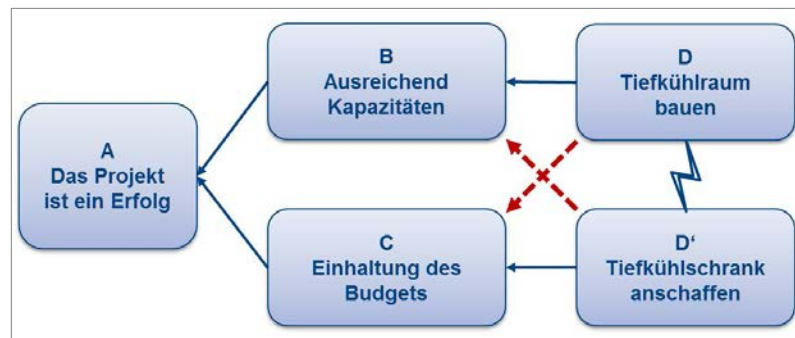 A
Das Projekt
ist ein Erfolg
B
Ausreichend
Kapazitäten
C
Einhaltung des
Budgets
D
Tiefkühlraum
bauen
D‘
Tiefkühlschrank
anschaffen